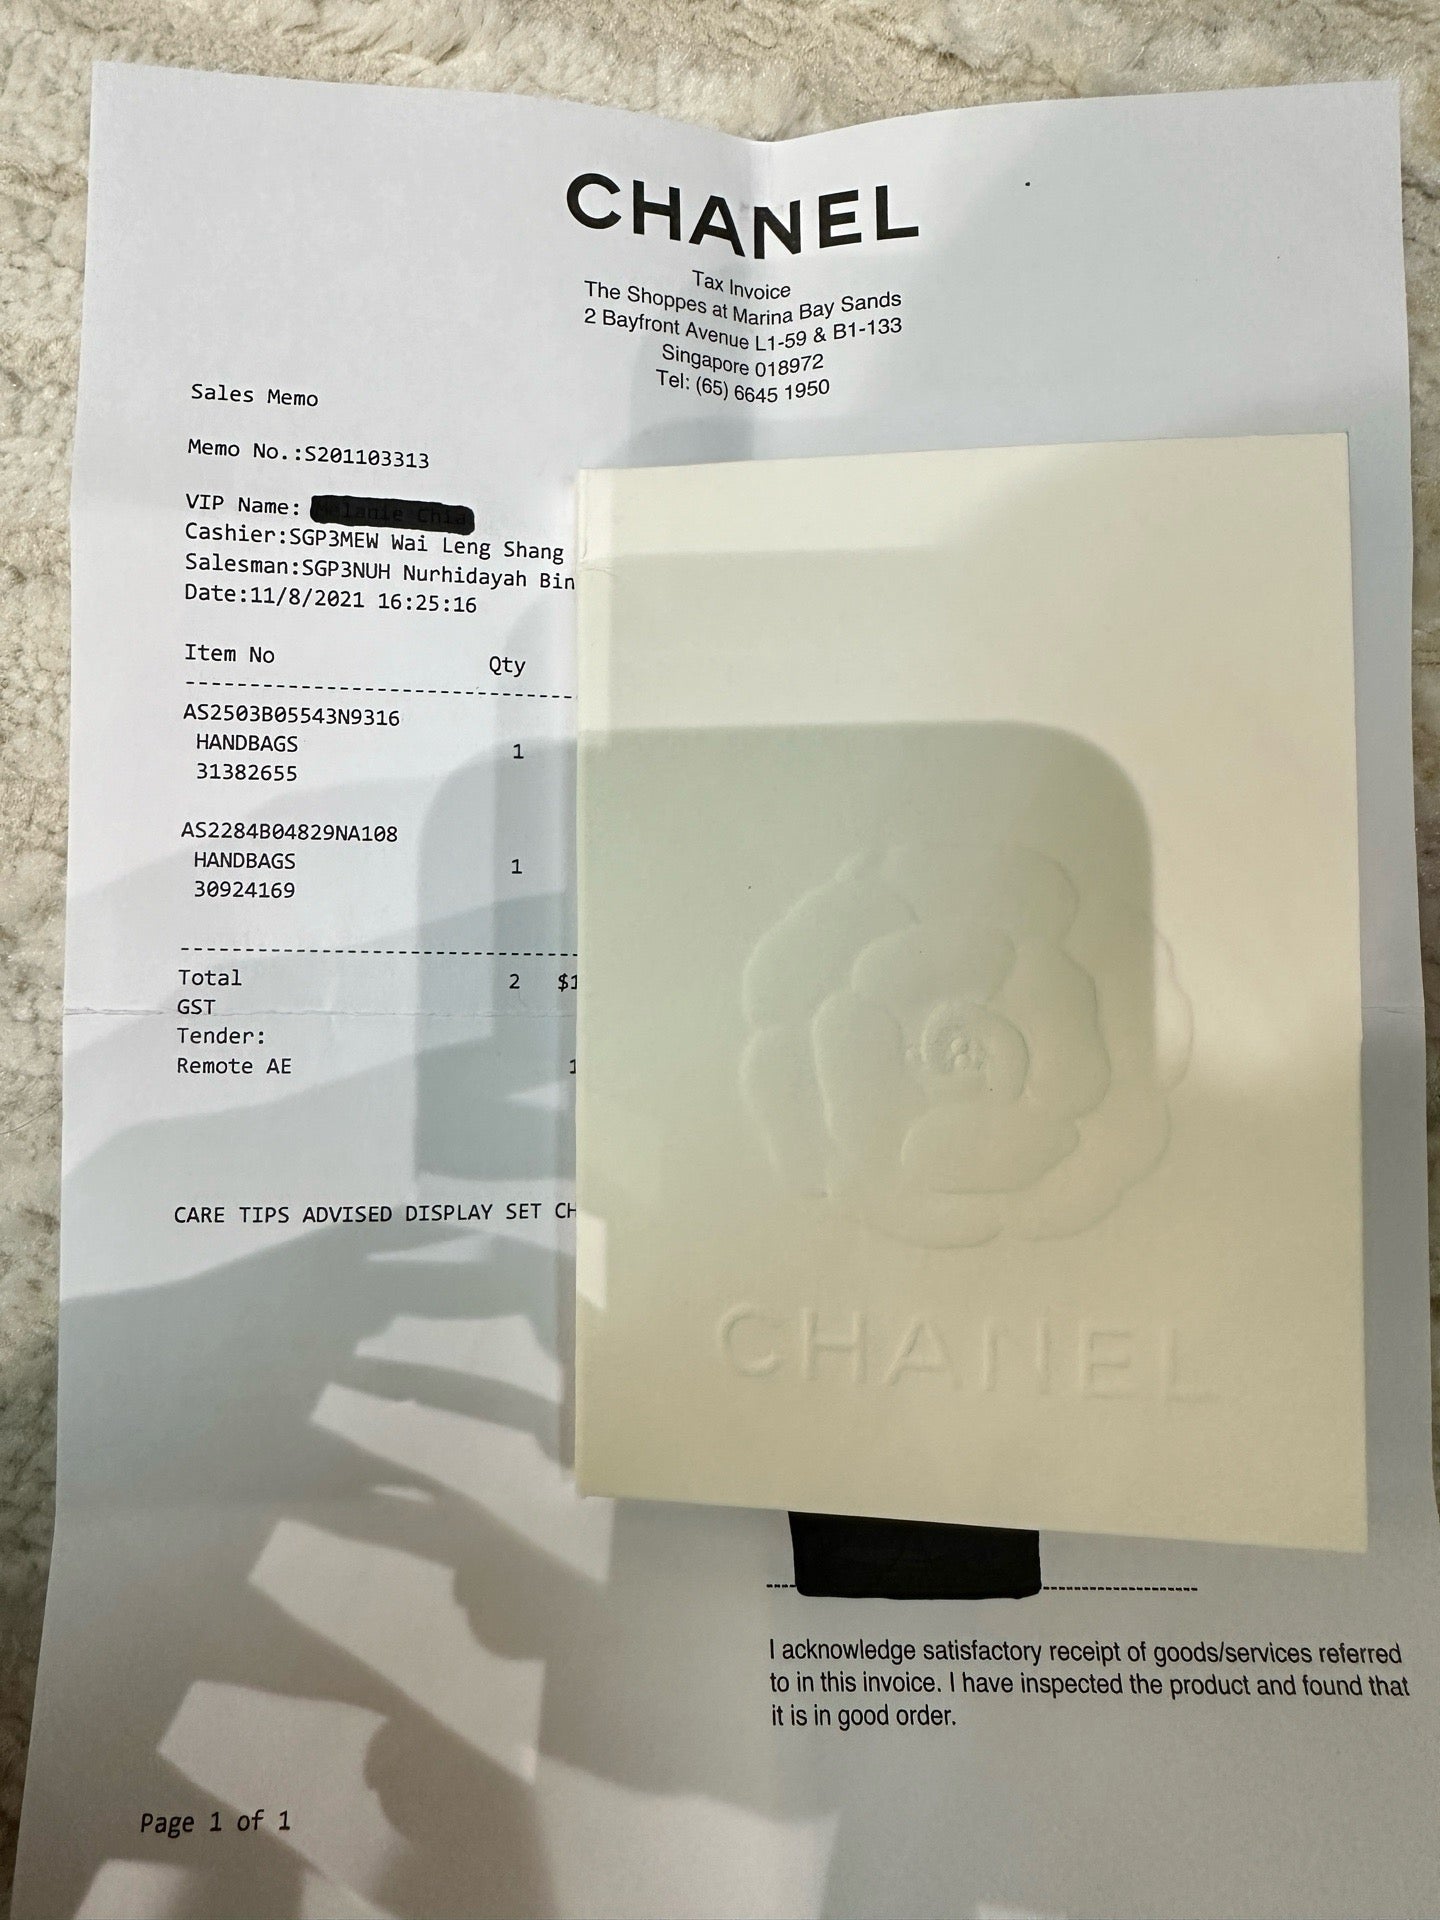 CHANEL
Tax Invoice
The Shoppes at Marina Bay Sands
2 Bayfront Avenue L1-59 & B1-133
Singapore 018972
Tel: (65) 6645 1950
Sales Memo
Memo No.:S201103313
VIP Name:
Cashier:SGP3MEW Wai Leng Shang
Salesman:SGP3NUH Nurhidayah Bin
Date:11/8/2021 16:25:16
Item No Qty
AS2503B05543N9316
HANDBAGS 1
31382655
AS2284B04829NA108
HANDBAGS 1
30924169
Total 2 $1
GST
Tender:
Remote AE 1
CARE TIPS ADVISED DISPLAY SET CH
CHANEL
I acknowledge satisfactory receipt of goods/services referred
to in this invoice. I have inspected the product and found that
it is in good order.
Page 1 of 1